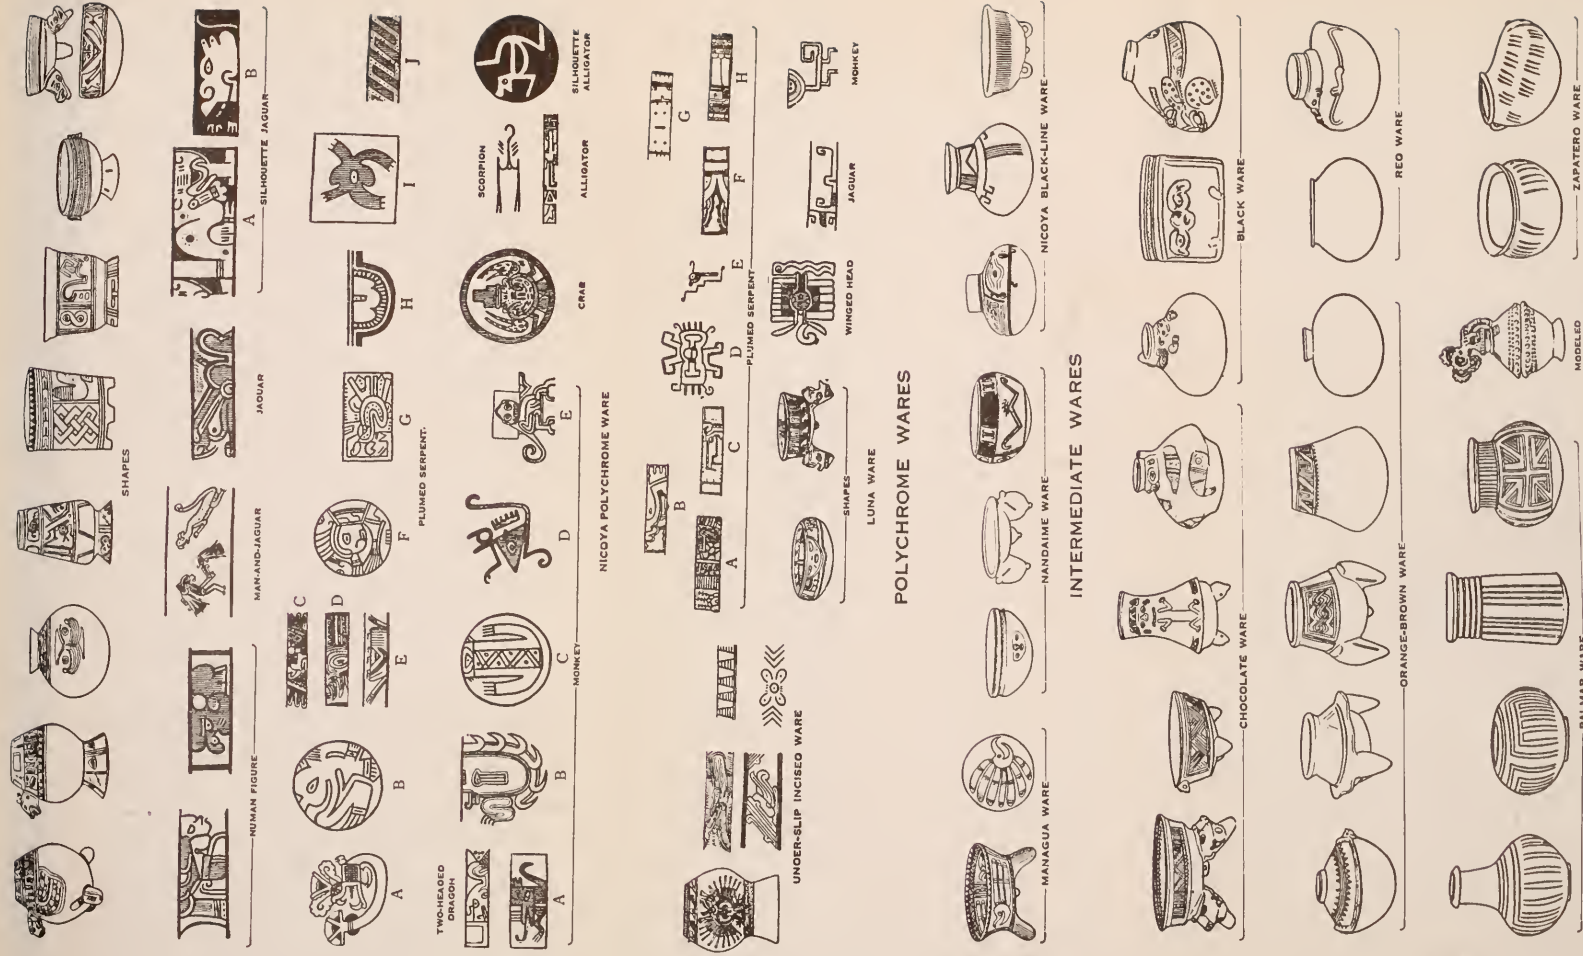 SHAPES
HUMAN FIGURE
MAN-AND-JAGUAR
JAGUAR
A
B
SILHOUETTE JAGUAR
A
B
C
D
E
F
G
H
I
J
PLUMED SERPENT
TWO-HEADED
DRAGON
A
B
C
D
E
MONKEY
CRAB
SCORPION
ALLIGATOR
SILHOUETTE
ALLIGATOR
NICOYA POLYCHROME WARE
UNDER-SLIP INCISED WARE
A
B
C
D
E
F
G
H
PLUMED SERPENT
SHAPES
WINGED HEAD
JAGUAR
MONKEY
LUNA WARE
POLYCHROME WARES
MANAGUA WARE
NANDAIME WARE
NICOYA BLACK-LINE WARE
INTERMEDIATE WARES
CHOCOLATE WARE
BLACK WARE
ORANGE-BROWN WARE
RED WARE
PALMAR WARE
MODELED
ZAPATERO WARE